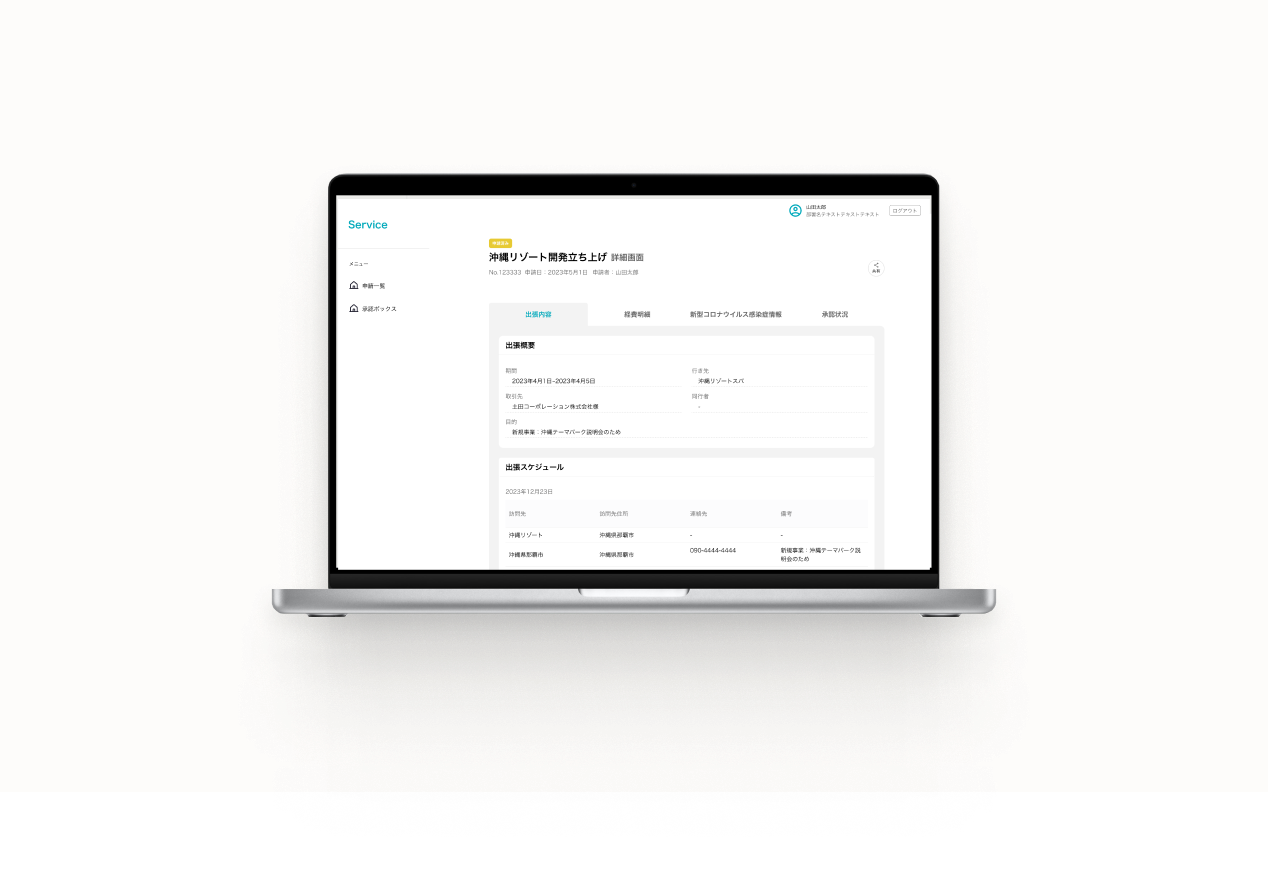 山田太郎
部署名テキストテキストテキスト
ログアウト
Service
メニュー
申請一覧
承認ボックス
申請済み
沖縄リゾート開発立ち上げ 詳細画面
No.123333 申請日：2023年5月1日 申請者：山田太郎
共有
出張内容 経費明細 新型コロナウイルス感染症情報 承認状況
出張概要
期間 行き先
2023年4月1日~2023年4月5日 沖縄リゾートスパ
取引先 同行者
土田コーポレーション株式会社様 -
目的
新規事業：沖縄テーマパーク説明会のため
出張スケジュール
2023年12月23日
訪問先 訪問先住所 連絡先 備考
沖縄リゾート 沖縄県那覇市 - -
沖縄県那覇市 沖縄県那覇市 090-4444-4444 新規事業：沖縄テーマパーク説
明会のため